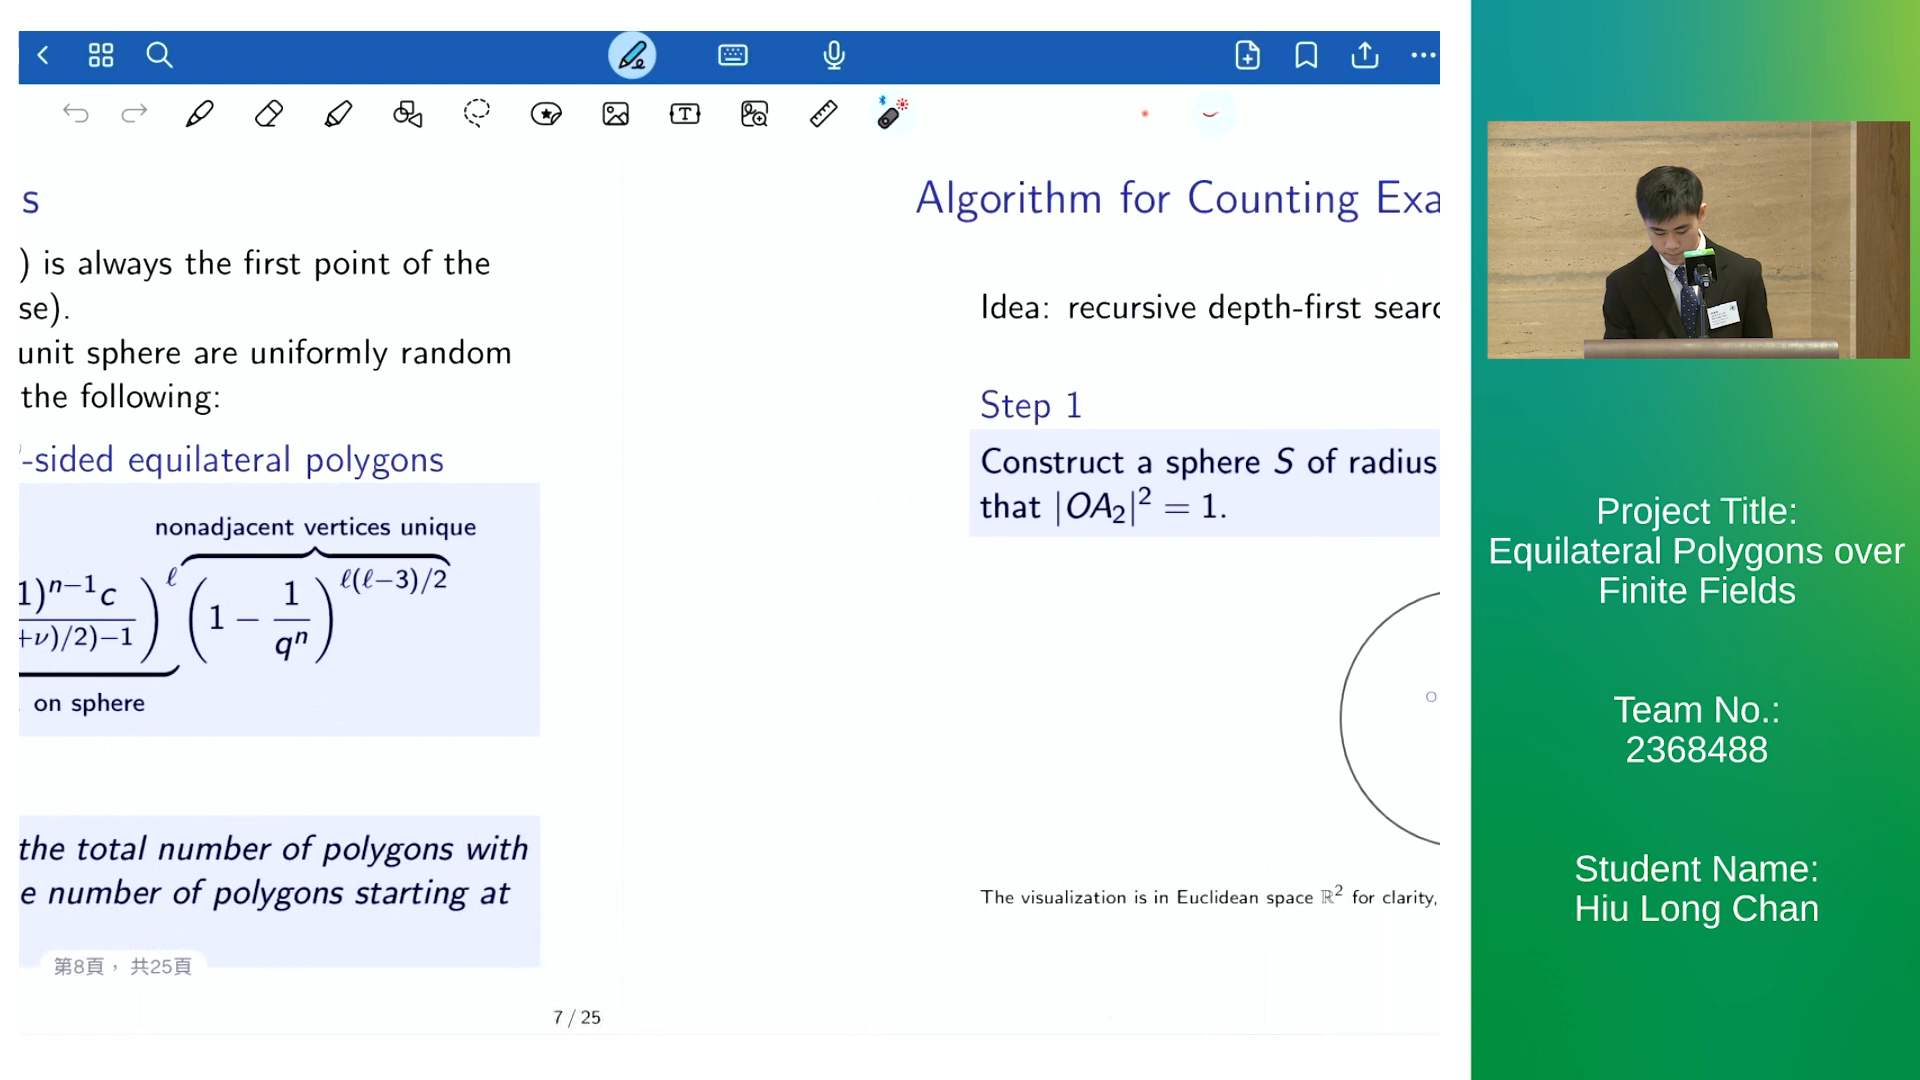 s
) is always the first point of the
se).
unit sphere are uniformly random
the following:
-sided equilateral polygons
nonadjacent vertices unique
1)ⁿ⁻¹c / +ν)/2)−1 )^ℓ (1 − 1/qⁿ)^ℓ(ℓ−3)/2
on sphere
the total number of polygons with
e number of polygons starting at
第8頁, 共25頁
7 / 25
Algorithm for Counting Exa
Idea: recursive depth-first searc
Step 1
Construct a sphere S of radius
that |OA₂|² = 1.
O
The visualization is in Euclidean space ℝ² for clarity,
Project Title:
Equilateral Polygons over
Finite Fields
Team No.:
2368488
Student Name:
Hiu Long Chan